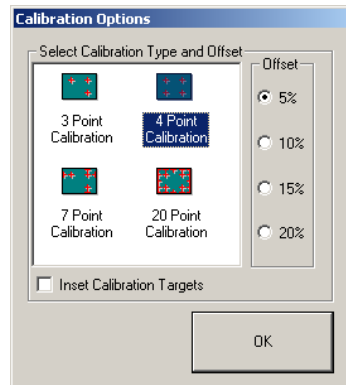 Calibration Options
Select Calibration Type and Offset
3 Point
Calibration
4 Point
Calibration
7 Point
Calibration
20 Point
Calibration
Offset
5%
10%
15%
20%
Inset Calibration Targets
OK